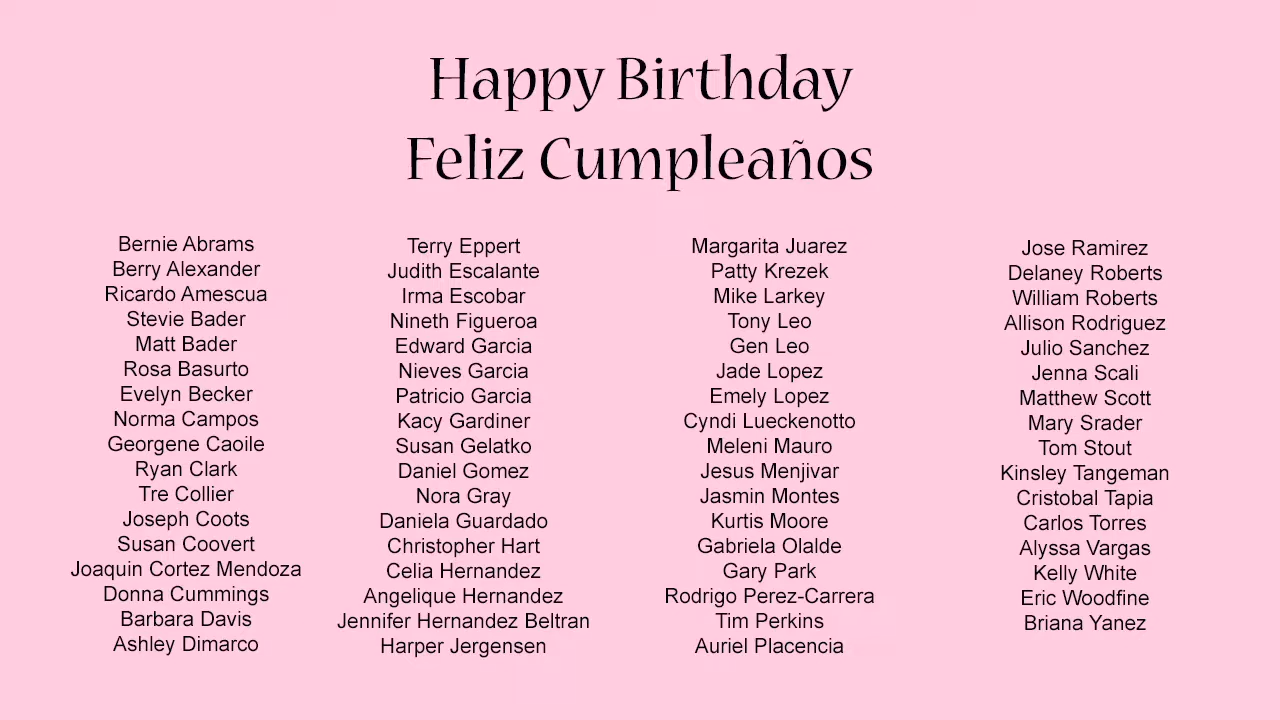 Happy Birthday
Feliz Cumpleaños
Bernie Abrams
Berry Alexander
Ricardo Amescua
Stevie Bader
Matt Bader
Rosa Basurto
Evelyn Becker
Norma Campos
Georgene Caoile
Ryan Clark
Tre Collier
Joseph Coots
Susan Coovert
Joaquin Cortez Mendoza
Donna Cummings
Barbara Davis
Ashley Dimarco
Terry Eppert
Judith Escalante
Irma Escobar
Nineth Figueroa
Edward Garcia
Nieves Garcia
Patricio Garcia
Kacy Gardiner
Susan Gelatko
Daniel Gomez
Nora Gray
Daniela Guardado
Christopher Hart
Celia Hernandez
Angelique Hernandez
Jennifer Hernandez Beltran
Harper Jergensen
Margarita Juarez
Patty Krezek
Mike Larkey
Tony Leo
Gen Leo
Jade Lopez
Emely Lopez
Cyndi Lueckenotto
Meleni Mauro
Jesus Menjivar
Jasmin Montes
Kurtis Moore
Gabriela Olalde
Gary Park
Rodrigo Perez-Carrera
Tim Perkins
Auriel Placencia
Jose Ramirez
Delaney Roberts
William Roberts
Allison Rodriguez
Julio Sanchez
Jenna Scali
Matthew Scott
Mary Srader
Tom Stout
Kinsley Tangeman
Cristobal Tapia
Carlos Torres
Alyssa Vargas
Kelly White
Eric Woodfine
Briana Yanez